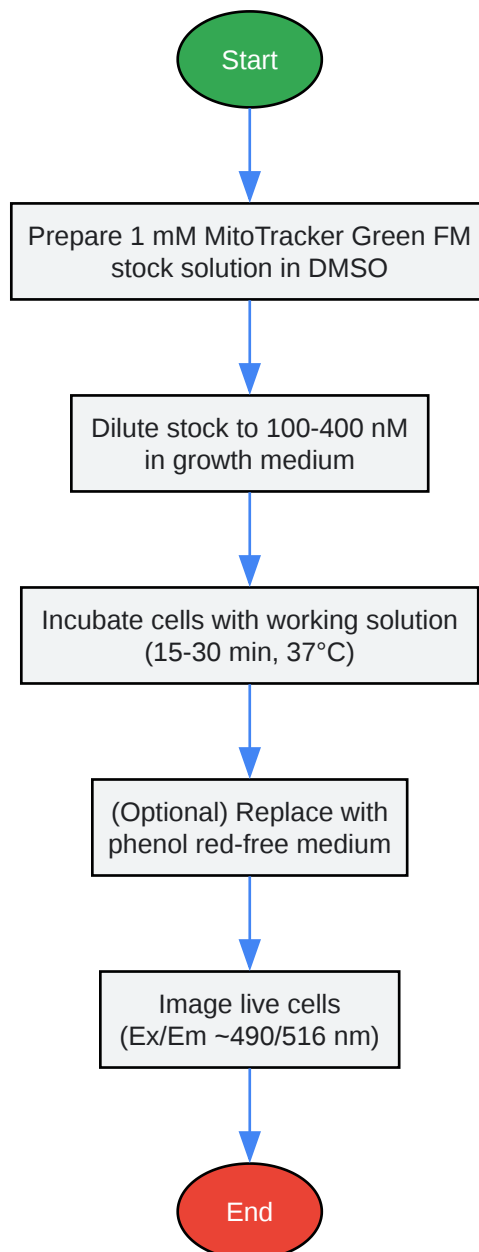 Start
Prepare 1 mM MitoTracker Green FM
stock solution in DMSO
Dilute stock to 100-400 nM
in growth medium
Incubate cells with working solution
(15-30 min, 37°C)
(Optional) Replace with
phenol red-free medium
Image live cells
(Ex/Em ~490/516 nm)
End